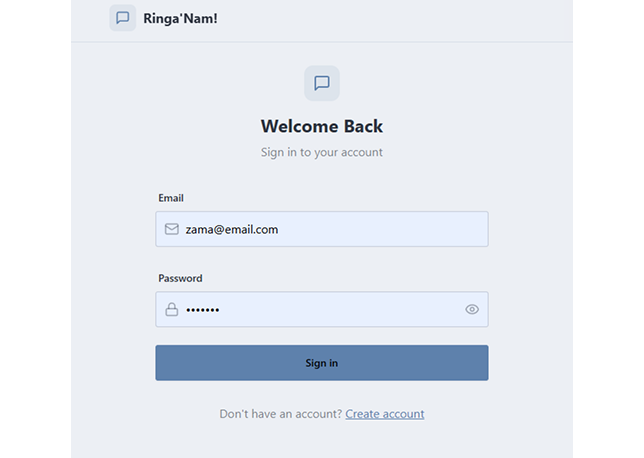 Ringa'Nam!
Welcome Back
Sign in to your account
Email
zama@email.com
Password
•••••••
Sign in
Don't have an account? Create account